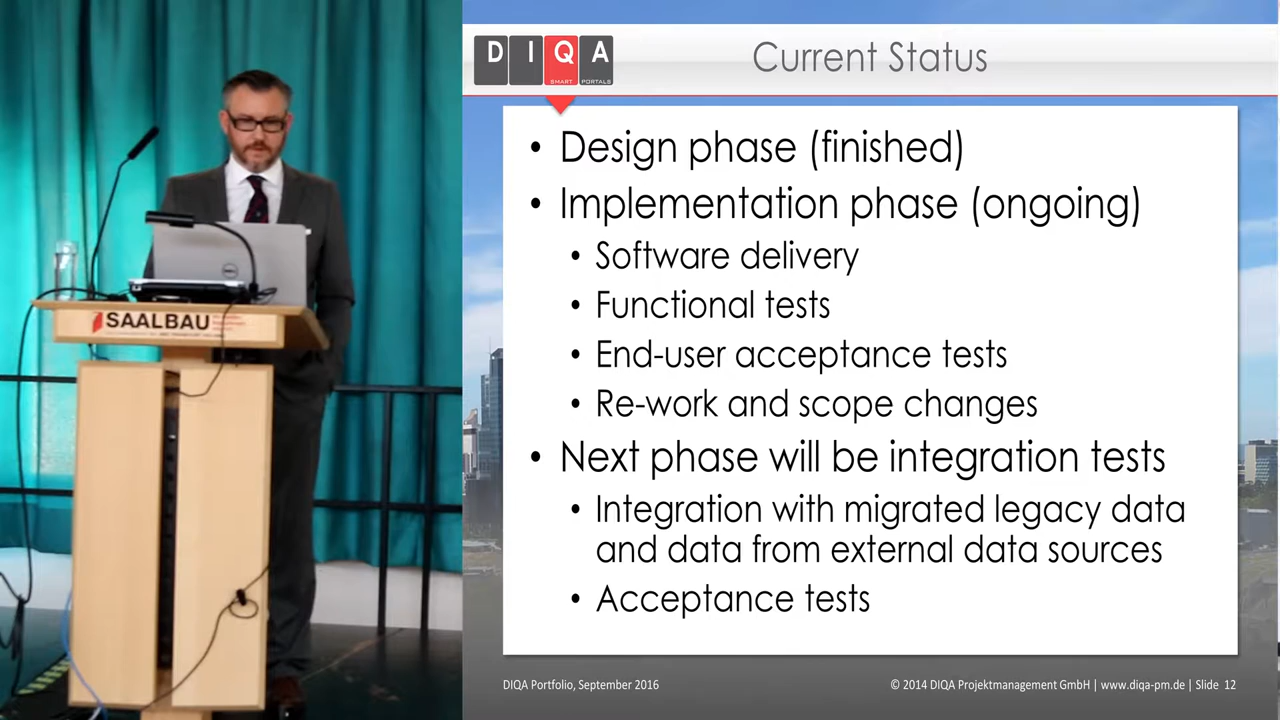 DIQA
SMART PORTALS
Current Status
• Design phase (finished)
• Implementation phase (ongoing)
• Software delivery
• Functional tests
• End-user acceptance tests
• Re-work and scope changes
• Next phase will be integration tests
• Integration with migrated legacy data
and data from external data sources
• Acceptance tests
DIQA Portfolio, September 2016
© 2014 DIQA Projektmanagement GmbH | www.diqa-pm.de | Slide 12
DELL
SAALBAU